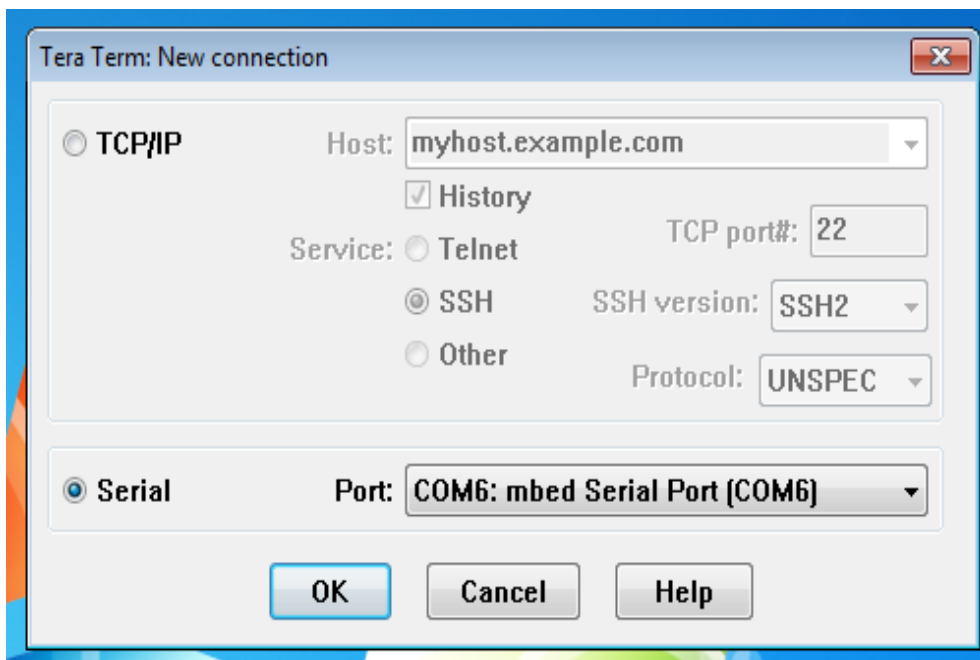 Tera Term: New connection
TCP/IP
Host: myhost.example.com
History
Service: Telnet
TCP port#: 22
SSH
SSH version: SSH2
Other
Protocol: UNSPEC
Serial
Port: COM6: mbed Serial Port (COM6)
OK
Cancel
Help